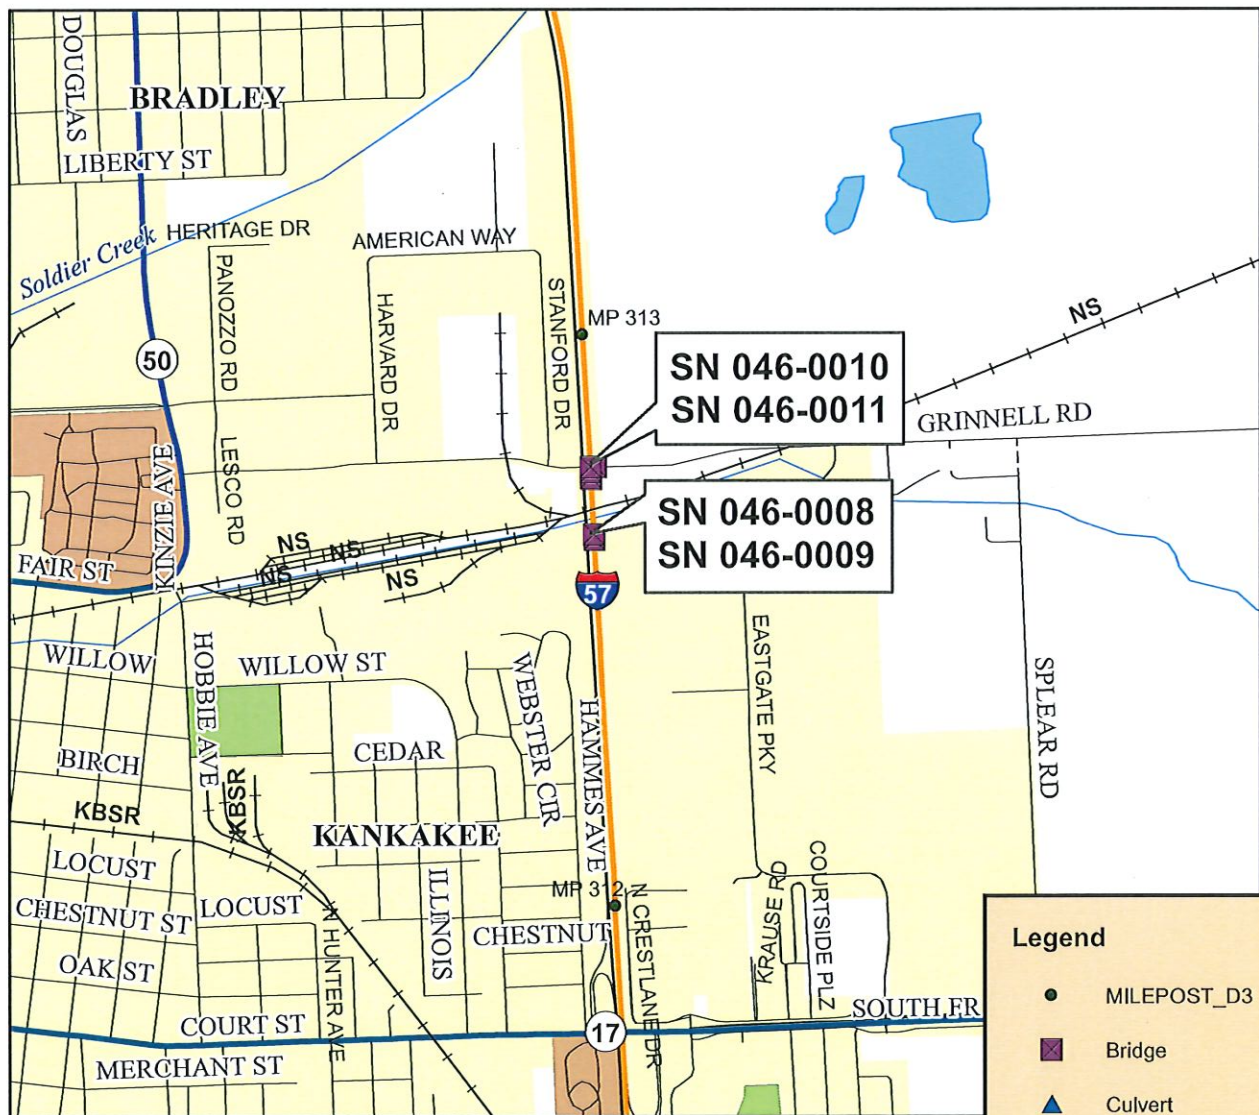 DOUGLAS
BRADLEY
LIBERTY ST
Soldier Creek
HERITAGE DR
AMERICAN WAY
PANOZZO RD
HARVARD DR
STANFORD DR
MP 313
NS
50
SN 046-0010
SN 046-0011
GRINNELL RD
LESCO RD
KINZIE AVE
SN 046-0008
SN 046-0009
NS
NS
NS
NS
FAIR ST
57
WILLOW
HOBBIE AVE
WILLOW ST
WEBSTER CIR
EASTGATE PKY
SPLEAR RD
HAMMES AVE
BIRCH
CEDAR
KBSR
KBSR
KANKAKEE
LOCUST
ILLINOIS
MP 312
N CRESTLANE DR
KRAUSE RD
COURTSIDE PLZ
CHESTNUT ST
LOCUST
N HUNTER AVE
CHESTNUT
OAK ST
COURT ST
17
SOUTH FR
MERCHANT ST
Legend
MILEPOST_D3
Bridge
Culvert